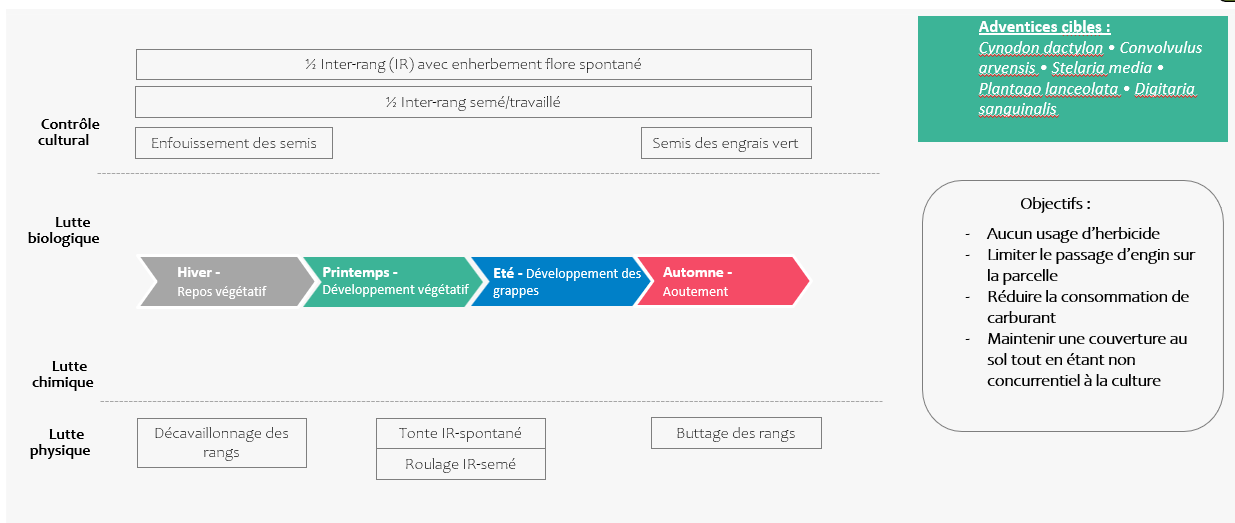 ½ Inter-rang (IR) avec enherbement flore spontané
½ Inter-rang semé/travaillé
Contrôle
cultural
Enfouissement des semis
Semis des engrais vert
Lutte
biologique
Hiver -
Repos végétatif
Printemps -
Développement végétatif
Eté - Développement des
grappes
Automne -
Aoutement
Lutte
chimique
Lutte
physique
Décavaillonnage des
rangs
Tonte IR-spontané
Roulage IR-semé
Buttage des rangs
Adventices cibles :
Cynodon dactylon • Convolvulus
arvensis • Stelaria media •
Plantago lanceolata • Digitaria
sanguinalis
Objectifs :
- Aucun usage d’herbicide
- Limiter le passage d’engin sur
la parcelle
- Réduire la consommation de
carburant
- Maintenir une couverture au
sol tout en étant non
concurrentiel à la culture